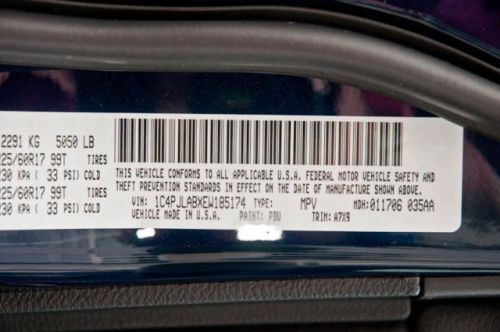 2291 KG 5050 LB
25/60R17 99T TIRES
30 KPA ( 33 PSI) COLD
25/60R17 99T TIRES
30 KPA ( 33 PSI) COLD
THIS VEHICLE CONFORMS TO ALL APPLICABLE U.S.A. FEDERAL MOTOR VEHICLE SAFETY,
BUMPER, AND THEFT PREVENTION STANDARDS IN EFFECT ON THE DATE OF MANUFACTURE SHOWN ABOVE.
VIN: 1C4PJLABXEW185174 TYPE: MPV MDH:011706 035AA
VEHICLE MADE IN U.S.A. PAINT: PBU TRIM: A7X9